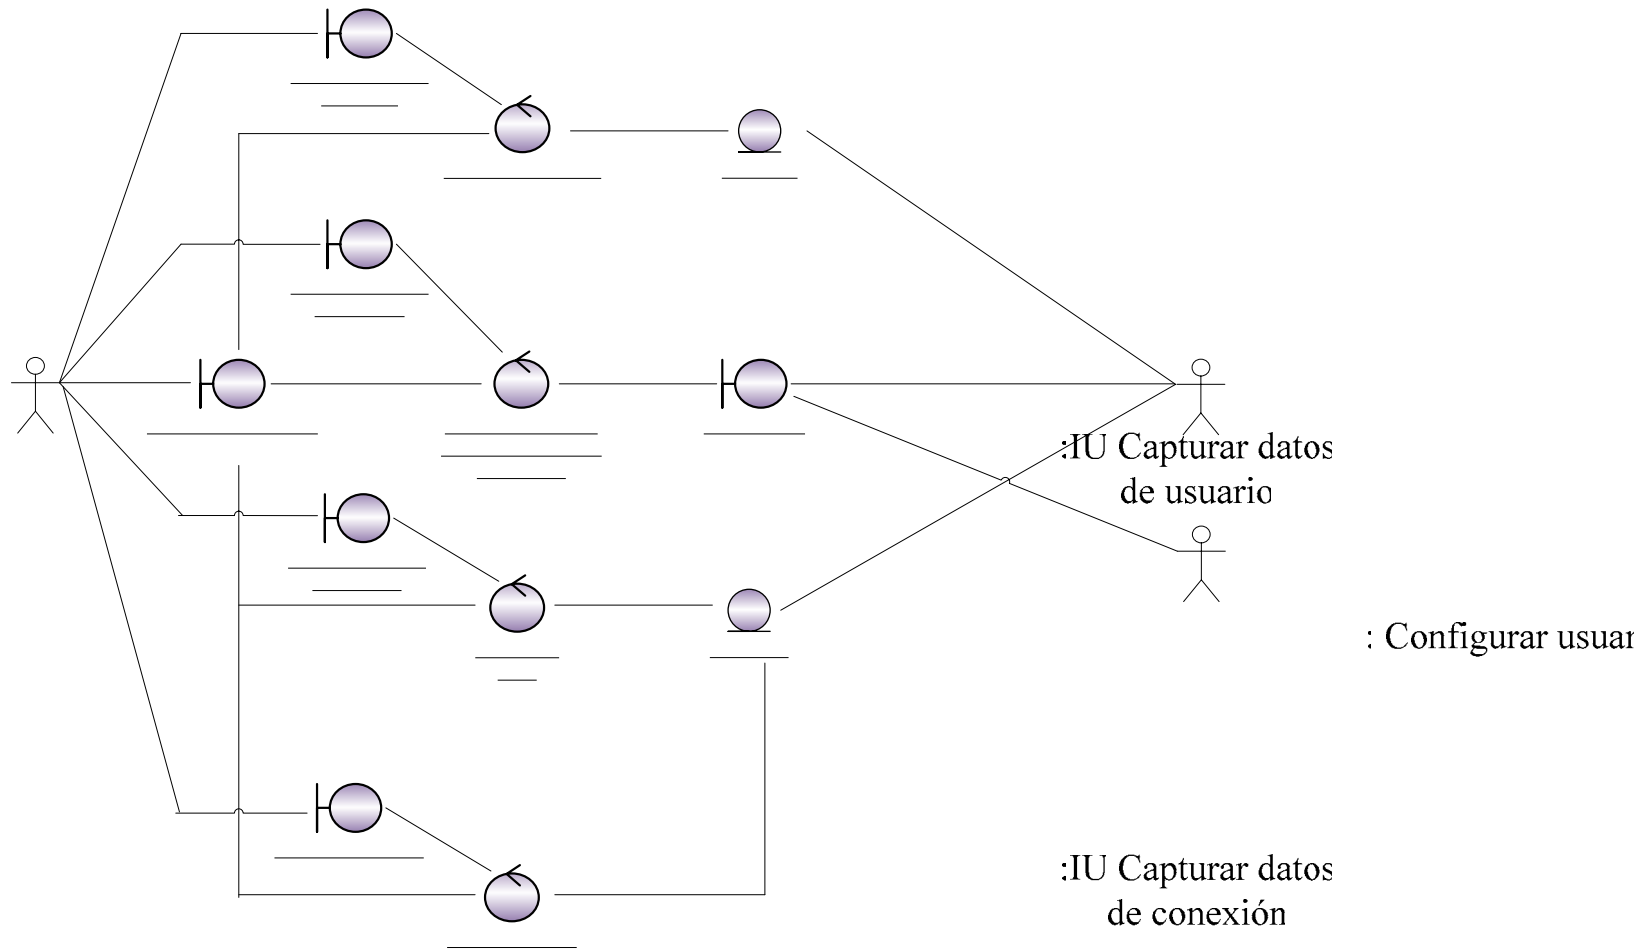 :IU Capturar datos
de usuario
: Configurar usuar
:IU Capturar datos
de conexión